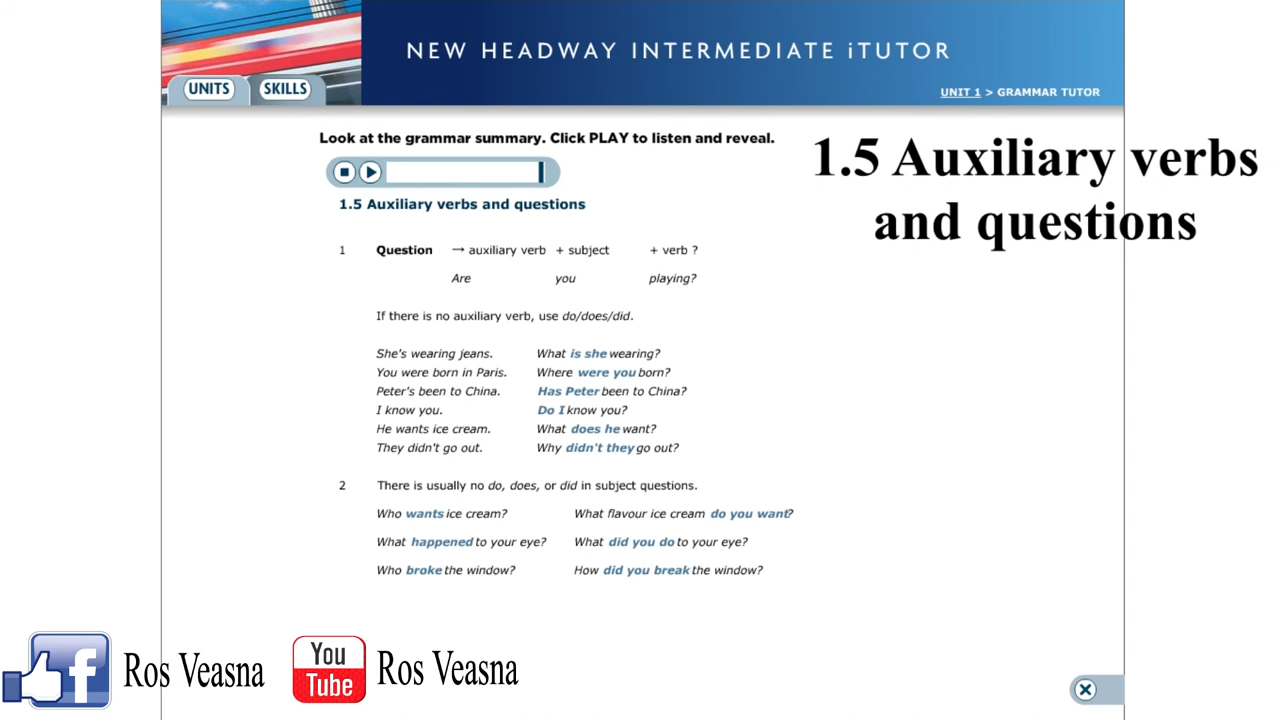 NEW HEADWAY INTERMEDIATE iTUTOR
UNITS SKILLS
UNIT 1 > GRAMMAR TUTOR
Look at the grammar summary. Click PLAY to listen and reveal.
1.5 Auxiliary verbs
and questions
1.5 Auxiliary verbs and questions
1 Question → auxiliary verb + subject + verb ?
Are you playing?
If there is no auxiliary verb, use do/does/did.
She's wearing jeans. What is she wearing?
You were born in Paris. Where were you born?
Peter's been to China. Has Peter been to China?
I know you. Do I know you?
He wants ice cream. What does he want?
They didn't go out. Why didn't they go out?
2 There is usually no do, does, or did in subject questions.
Who wants ice cream? What flavour ice cream do you want?
What happened to your eye? What did you do to your eye?
Who broke the window? How did you break the window?
f Ros Veasna You Tube Ros Veasna